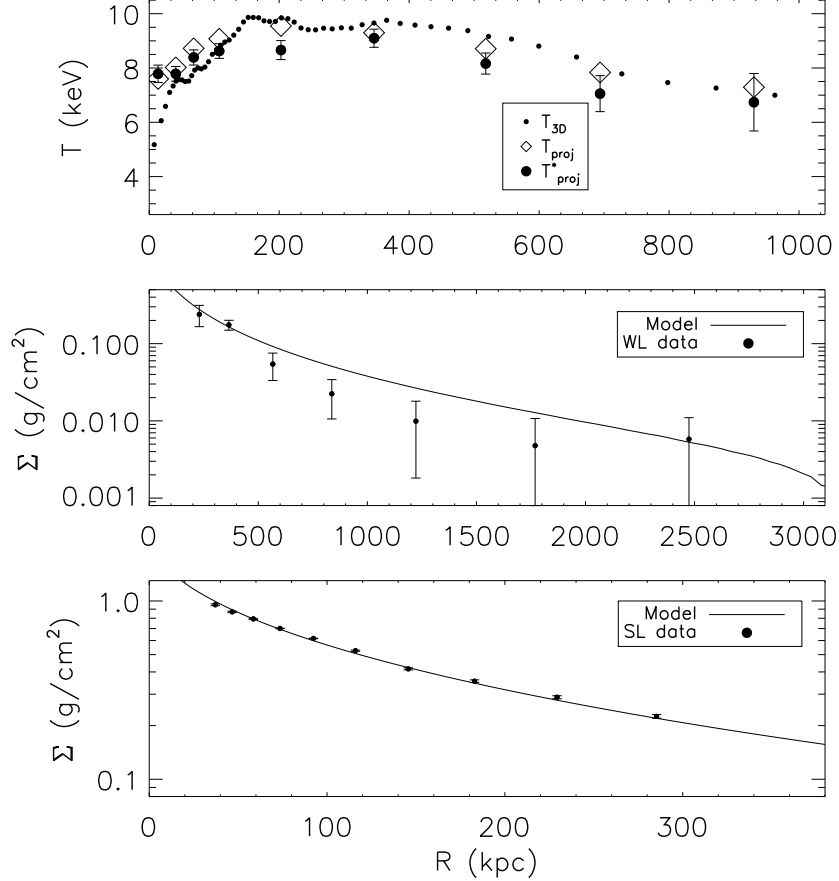 10
8
6
4
T (keV)
T3D
Tproj
T*proj
0 200 400 600 800 1000
0.100
0.010
0.001
Σ (g/cm2)
Model
WL data
0 500 1000 1500 2000 2500 3000
1.0
0.1
Σ (g/cm2)
Model
SL data
0 100 200 300
R (kpc)